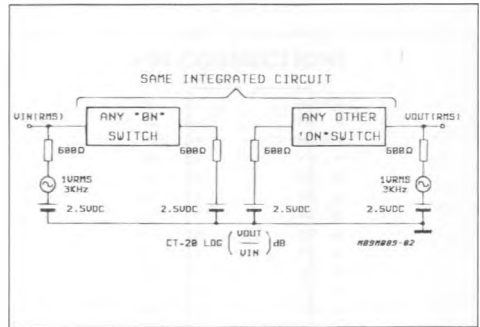 SAME INTEGRATED CIRCUIT
VIN(RMS)
ANY "ON"
SWITCH
ANY OTHER
"ON"SWITCH
VOUT(RMS)
600Ω
600Ω
600Ω
600Ω
1VRMS
3KHz
1VRMS
3KHz
2.5VDC
2.5VDC
2.5VDC
2.5VDC
CT-20 LOG (VOUT/VIN)dB
M89M089-02